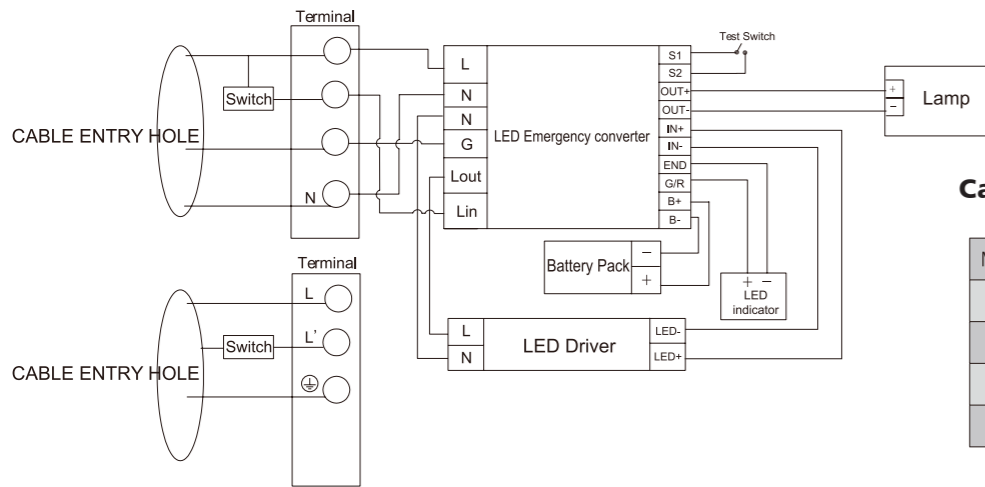 Terminal
Switch
CABLE ENTRY HOLE
N
L
N
N
G
Lout
Lin
LED Emergency converter
S1
S2
OUT+
OUT-
IN+
IN-
END
G/R
B+
B-
Test Switch
+
−
Lamp
Battery Pack
−
+
+ −
LED
indicator
L
N
LED Driver
LED-
LED+
Terminal
L
Switch
L'
CABLE ENTRY HOLE